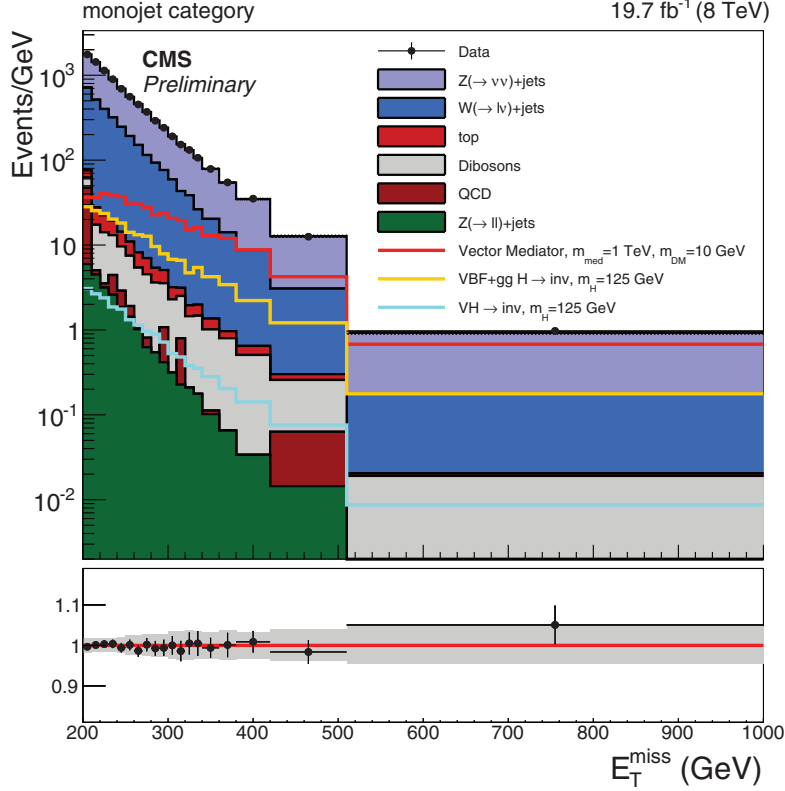 monojet category
19.7 fb⁻¹ (8 TeV)
CMS
Preliminary
Data
Z(→ νν)+jets
W(→ lν)+jets
top
Dibosons
QCD
Z(→ ll)+jets
Vector Mediator, m_med=1 TeV, m_DM=10 GeV
VBF+gg H → inv, m_H=125 GeV
VH → inv, m_H=125 GeV
Events/GeV
10³
10²
10
1
10⁻¹
10⁻²
1.1
1
0.9
200 300 400 500 600 700 800 900 1000
E_T^miss (GeV)